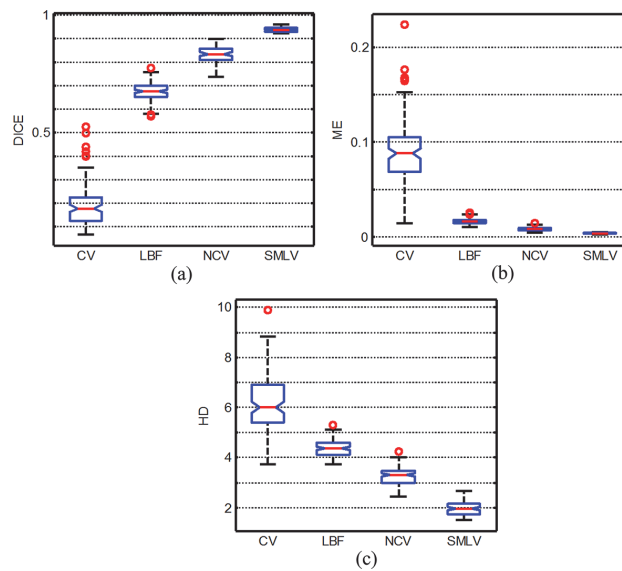 1
0.5
DICE
CV LBF NCV SMLV
(a)
0.2
0.1
0
ME
CV LBF NCV SMLV
(b)
10
8
6
4
2
HD
CV LBF NCV SMLV
(c)